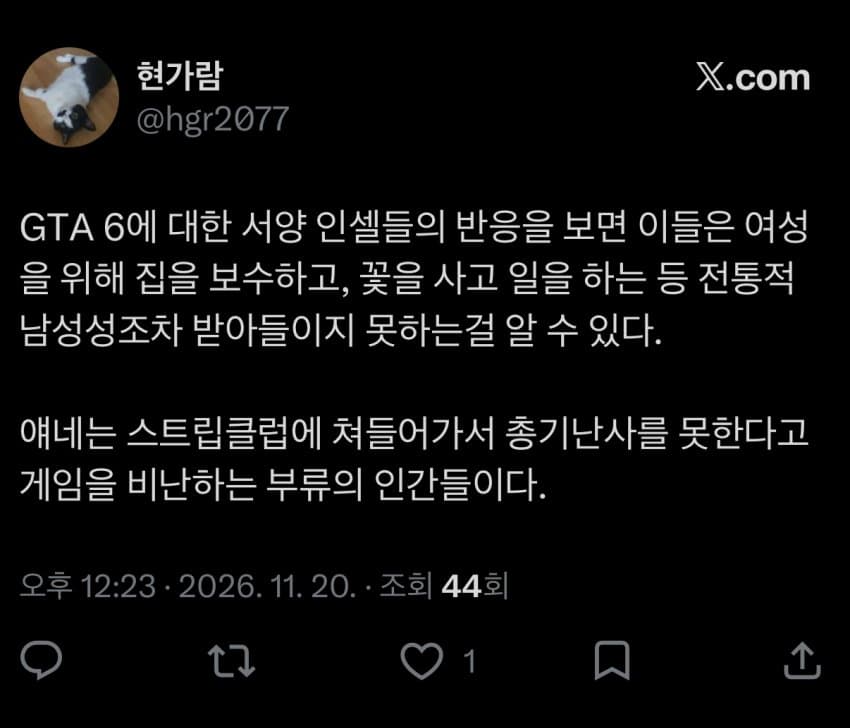 현가람
𝕏.com
@hgr2077
GTA 6에 대한 서양 인셀들의 반응을 보면 이들은 여성
을 위해 집을 보수하고, 꽃을 사고 일을 하는 등 전통적
남성성조차 받아들이지 못하는걸 알 수 있다.
얘네는 스트립클럽에 쳐들어가서 총기난사를 못한다고
게임을 비난하는 부류의 인간들이다.
오후 12:23 · 2026. 11. 20. · 조회 44회
1